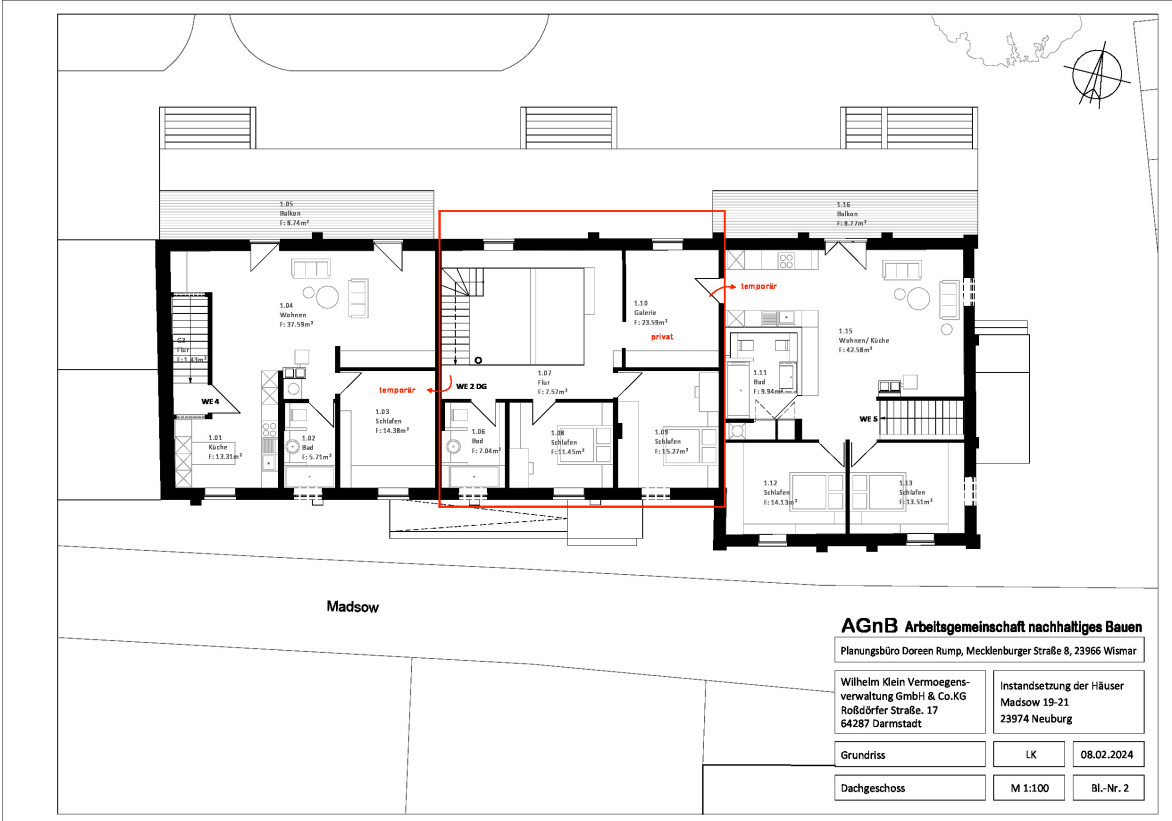 1.05
Balkon
F: 8.74m²
1.16
Balkon
F: 8.77m²
1.04
Wohnen
F: 37.59m²
1.10
Galerie
F: 23.59m²
privat
temporär
1.15
Wohnen/ Küche
F: 42.58m²
Flur
F: 1.43m²
WE 4
temporär
WE 2 DG
1.07
Flur
F: 7.57m²
1.11
Bad
F: 9.94m²
WE 5
1.03
Schlafen
F: 14.38m²
1.01
Küche
F: 13.31m²
1.02
Bad
F: 5.71m²
1.06
Bad
F: 7.04m²
1.08
Schlafen
F: 11.45m²
1.09
Schlafen
F: 15.27m²
1.12
Schlafen
F: 14.13m²
1.13
Schlafen
F: 13.51m²
Madsow
AGnB Arbeitsgemeinschaft nachhaltiges Bauen
Planungsbüro Doreen Rump, Mecklenburger Straße 8, 23966 Wismar
Wilhelm Klein Vermoegens-
verwaltung GmbH & Co.KG
Roßdörfer Straße. 17
64287 Darmstadt
Instandsetzung der Häuser
Madsow 19-21
23974 Neuburg
Grundriss
LK
08.02.2024
Dachgeschoss
M 1:100
Bl.-Nr. 2